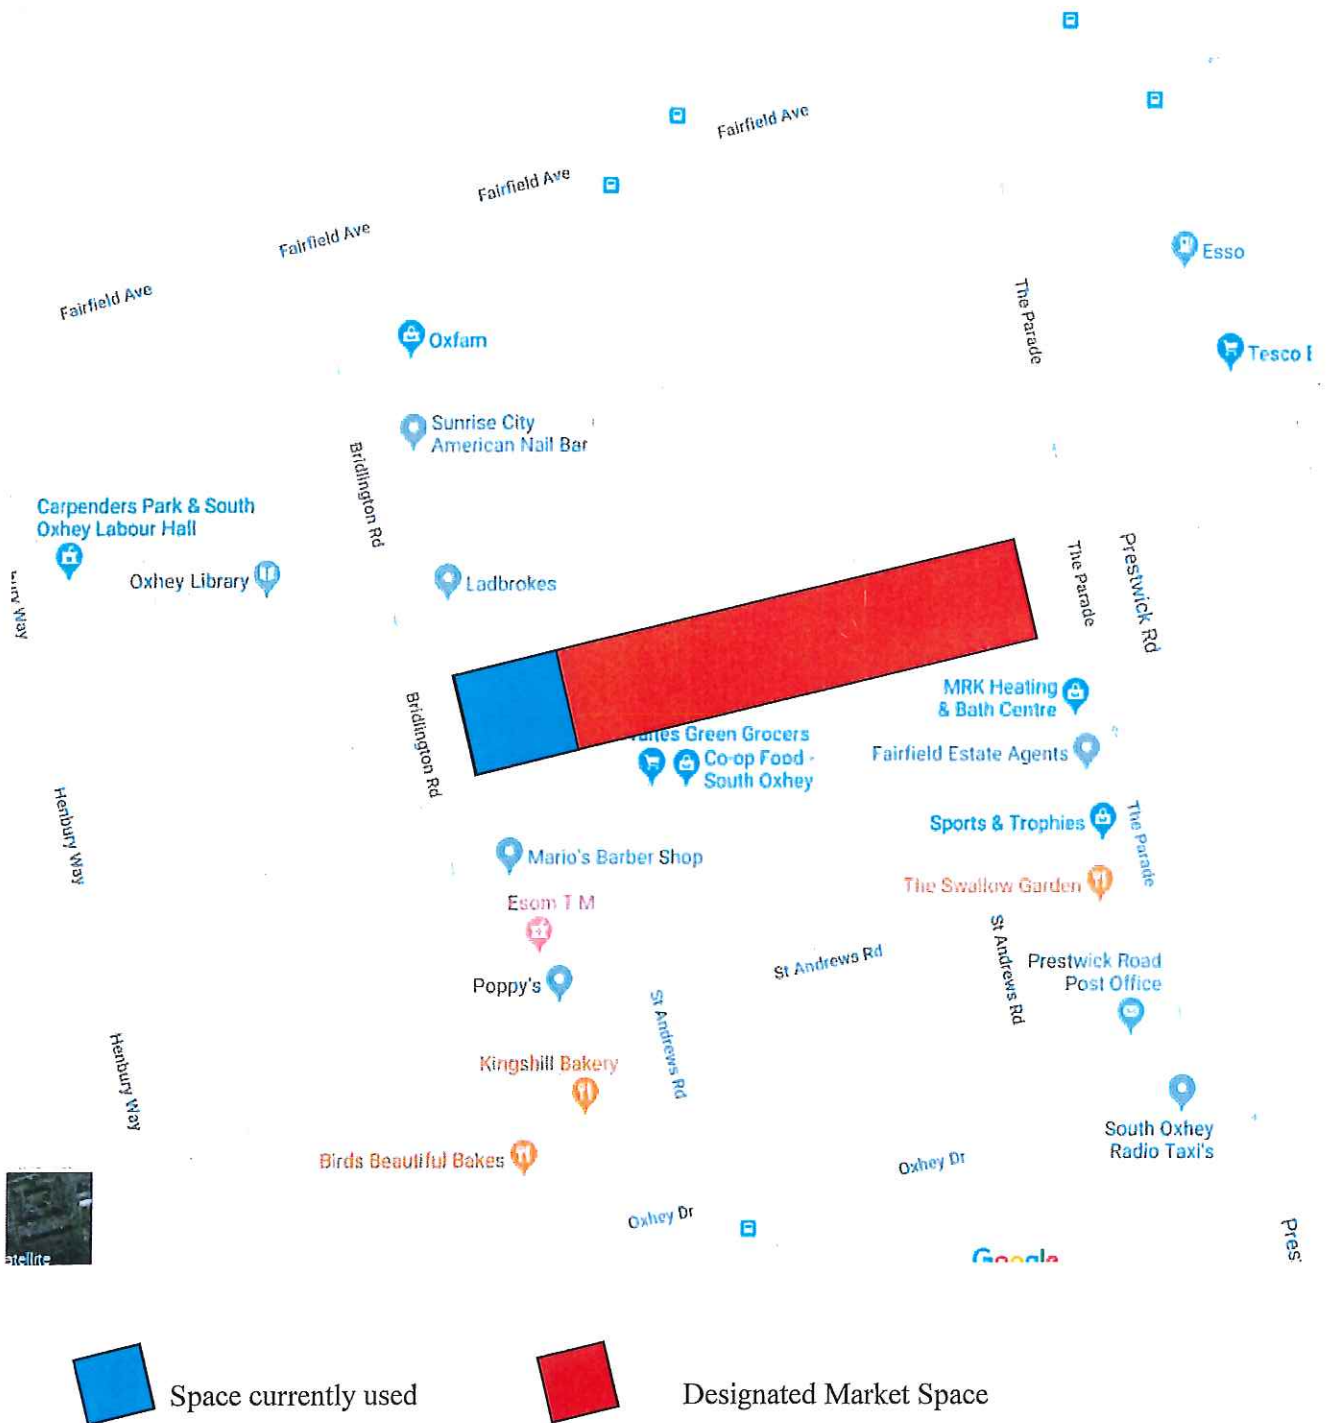 Fairfield Ave
Fairfield Ave
Fairfield Ave
Fairfield Ave
Esso
The Parade
Oxfam
Tesco
Sunrise City
American Nail Bar
Bridlington Rd
Carpenders Park & South
Oxhey Labour Hall
Oxhey Library
Ladbrokes
The Parade
Prestwick Rd
Way
MRK Heating
& Bath Centre
Bridlington Rd
Green Grocers
Co-op Food -
South Oxhey
Fairfield Estate Agents
Henbury Way
Sports & Trophies
The Parade
Mario's Barber Shop
The Swallow Garden
Esom T M
St Andrews Rd
St Andrews Rd
Prestwick Road
Post Office
Poppy's
St Andrews Rd
Henbury Way
Kingshill Bakery
South Oxhey
Radio Taxi's
Birds Beautiful Bakes
Oxhey Dr
Oxhey Dr
Pres
Google
Space currently used
Designated Market Space